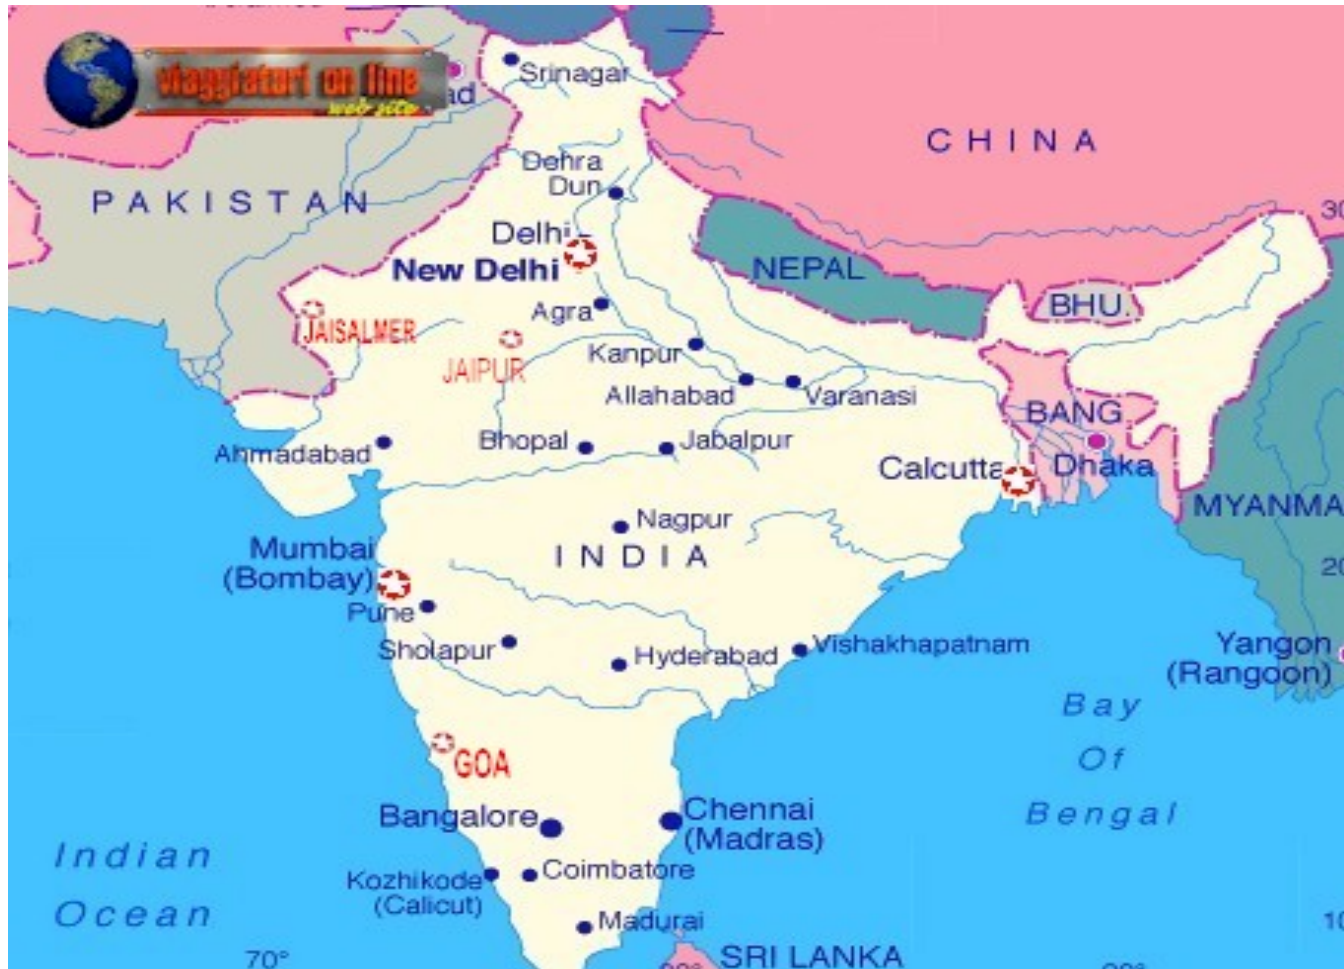 viaggiatori on line
web site
Srinagar
CHINA
Dehra
Dun
PAKISTAN
Delhi
New Delhi
NEPAL
BHU.
JAISALMER
Agra
JAIPUR
Kanpur
Allahabad
Varanasi
BANG
Dhaka
Ahmadabad
Bhopal
Jabalpur
Calcutta
MYANMA
Nagpur
INDIA
Mumbai
(Bombay)
Pune
Sholapur
Hyderabad
Vishakhapatnam
Yangon
(Rangoon)
Bay
Of
Bengal
GOA
Bangalore
Chennai
(Madras)
Indian
Ocean
Kozhikode
(Calicut)
Coimbatore
Madurai
SRI LANKA
70°